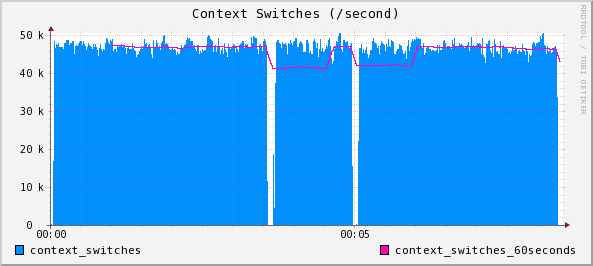 Context Switches (/second)
RRDTOOL / TOBI OETIKER
50 k
40 k
30 k
20 k
10 k
0
00:00
00:05
context_switches
context_switches_60seconds